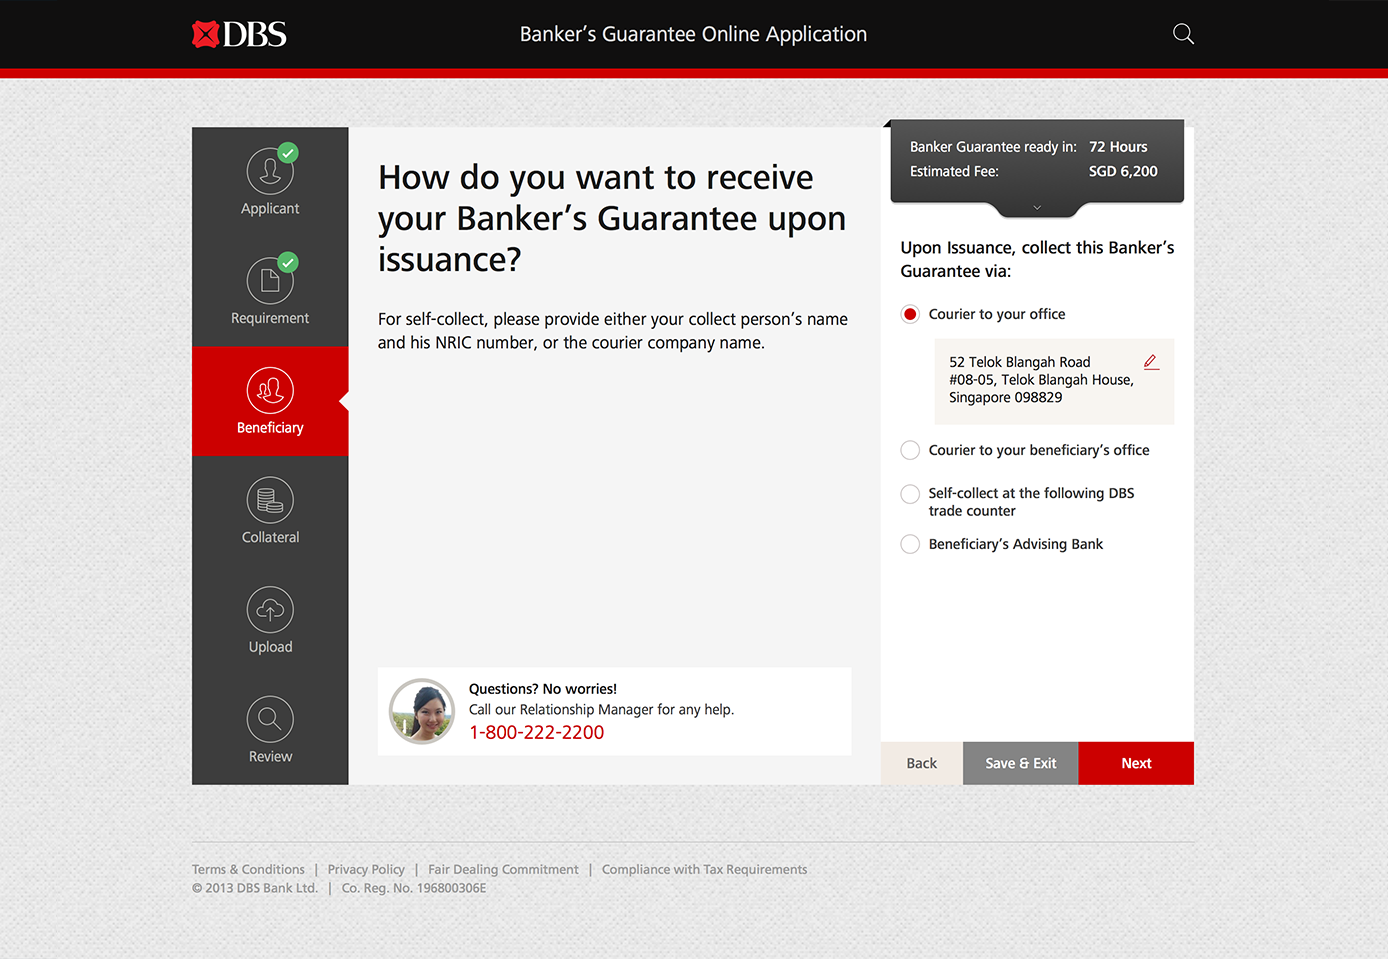 DBS
Banker's Guarantee Online Application
Applicant
Requirement
Beneficiary
Collateral
Upload
Review
How do you want to receive
your Banker's Guarantee upon
issuance?
For self-collect, please provide either your collect person's name
and his NRIC number, or the courier company name.
Questions? No worries!
Call our Relationship Manager for any help.
1-800-222-2200
Banker Guarantee ready in: 72 Hours
Estimated Fee: SGD 6,200
Upon Issuance, collect this Banker's
Guarantee via:
Courier to your office
52 Telok Blangah Road
#08-05, Telok Blangah House,
Singapore 098829
Courier to your beneficiary's office
Self-collect at the following DBS
trade counter
Beneficiary's Advising Bank
Back
Save & Exit
Next
Terms & Conditions | Privacy Policy | Fair Dealing Commitment | Compliance with Tax Requirements
© 2013 DBS Bank Ltd. | Co. Reg. No. 196800306E